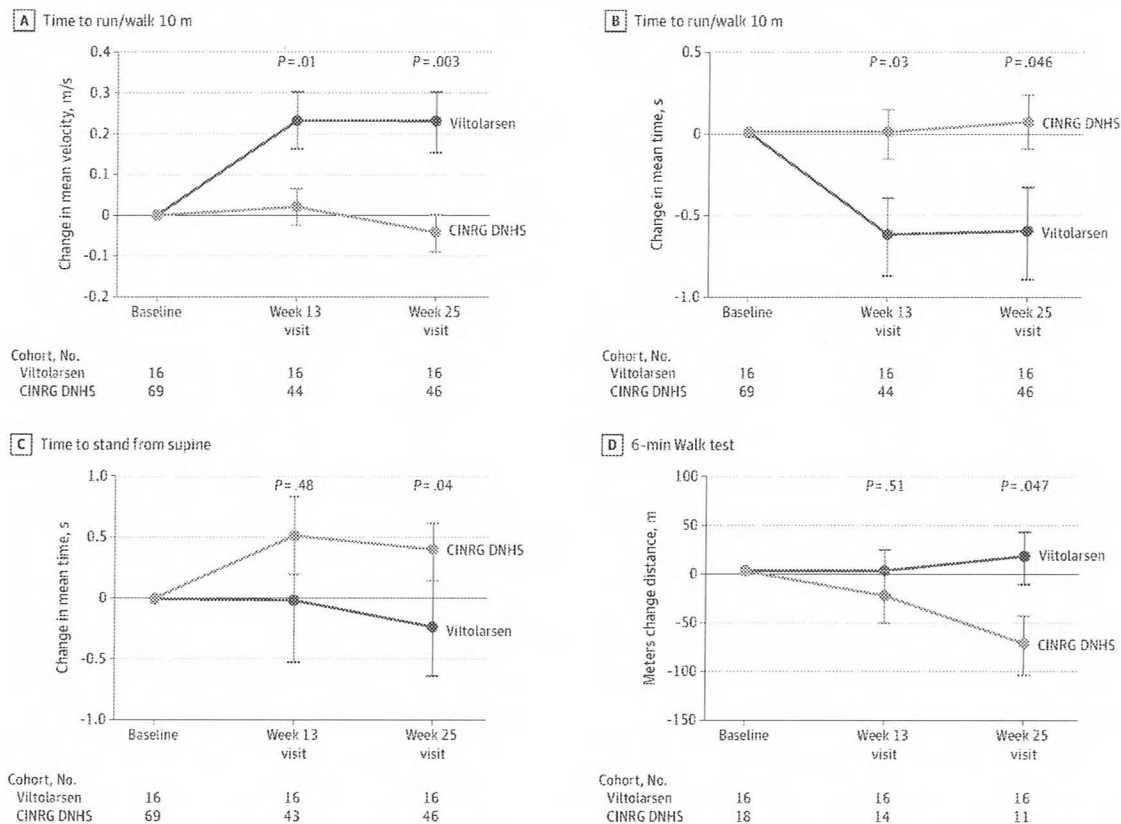 A Time to run/walk 10 m
0.4
0.3
0.2
0.1
0
-0.1
-0.2
Change in mean velocity, m/s
P = .01
P = .003
Viltolarsen
CINRG DNHS
Baseline
Week 13 visit
Week 25 visit
Cohort, No.
Viltolarsen 16 16 16
CINRG DNHS 69 44 46
B Time to run/walk 10 m
0.5
0
-0.5
-1.0
Change in mean time, s
P = .03
P = .046
CINRG DNHS
Viltolarsen
Baseline
Week 13 visit
Week 25 visit
Cohort, No.
Viltolarsen 16 16 16
CINRG DNHS 69 44 46
C Time to stand from supine
1.0
0.5
0
-0.5
-1.0
Change in mean time, s
P = .48
P = .04
CINRG DNHS
Viltolarsen
Baseline
Week 13 visit
Week 25 visit
Cohort, No.
Viltolarsen 16 16 16
CINRG DNHS 69 43 46
D 6-min Walk test
100
50
0
-50
-100
-150
Meters change distance, m
P = .51
P = .047
Viltolarsen
CINRG DNHS
Baseline
Week 13 visit
Week 25 visit
Cohort, No.
Viltolarsen 16 16 16
CINRG DNHS 18 14 11